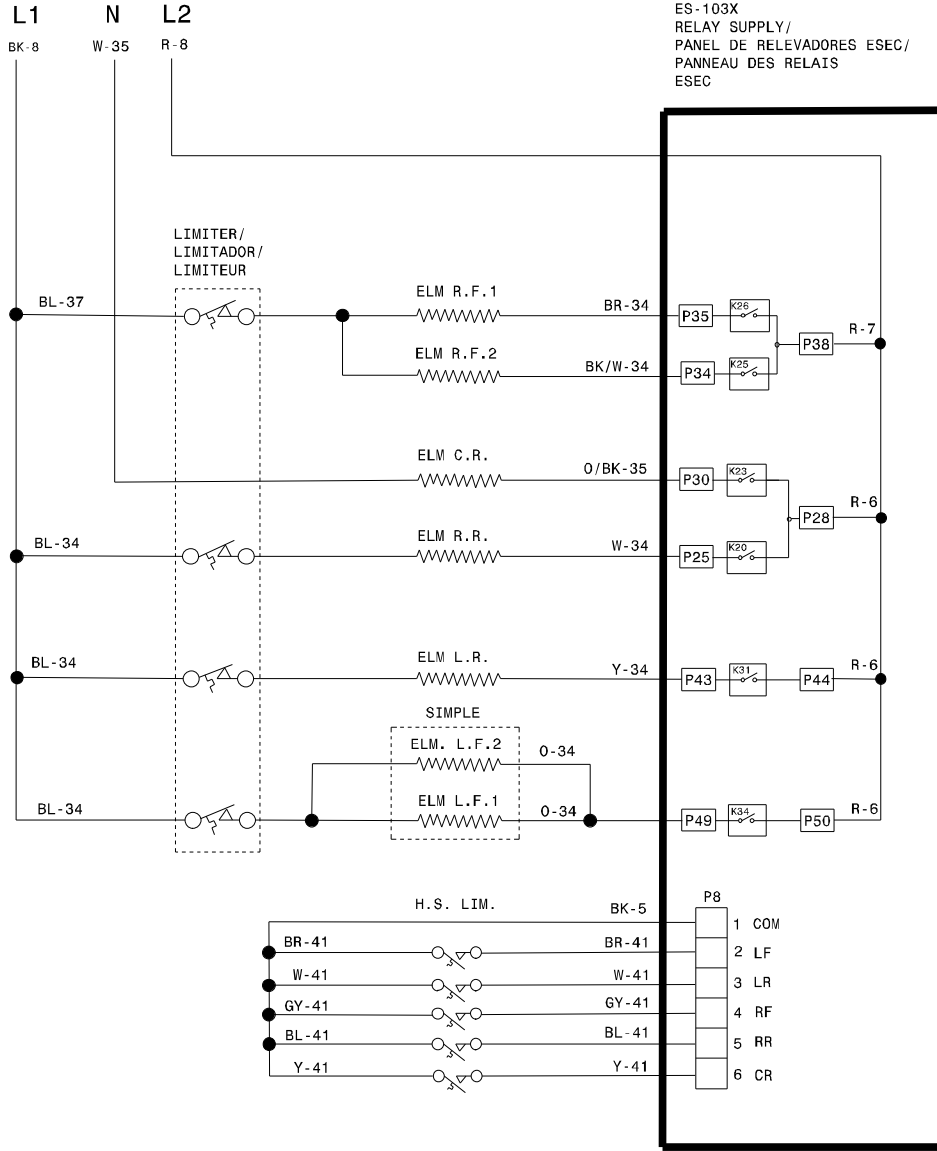 L1 N L2
BK-8 W-35 R-8
ES-103X
RELAY SUPPLY/
PANEL DE RELEVADORES ESEC/
PANNEAU DES RELAIS
ESEC
LIMITER/
LIMITADOR/
LIMITEUR
BL-37 ELM R.F.1 BR-34 P35 K26
R-7
P38
ELM R.F.2 BK/W-34 P34 K25
ELM C.R. O/BK-35 P30 K23
R-6
P28
BL-34 ELM R.R. W-34 P25 K20
BL-34 ELM L.R. Y-34 P43 K31 P44 R-6
SIMPLE
ELM. L.F.2 O-34
BL-34 ELM L.F.1 O-34 P49 K34 P50 R-6
H.S. LIM.
P8
BK-5 1 COM
BR-41 BR-41 2 LF
W-41 W-41 3 LR
GY-41 GY-41 4 RF
BL-41 BL-41 5 RR
Y-41 Y-41 6 CR